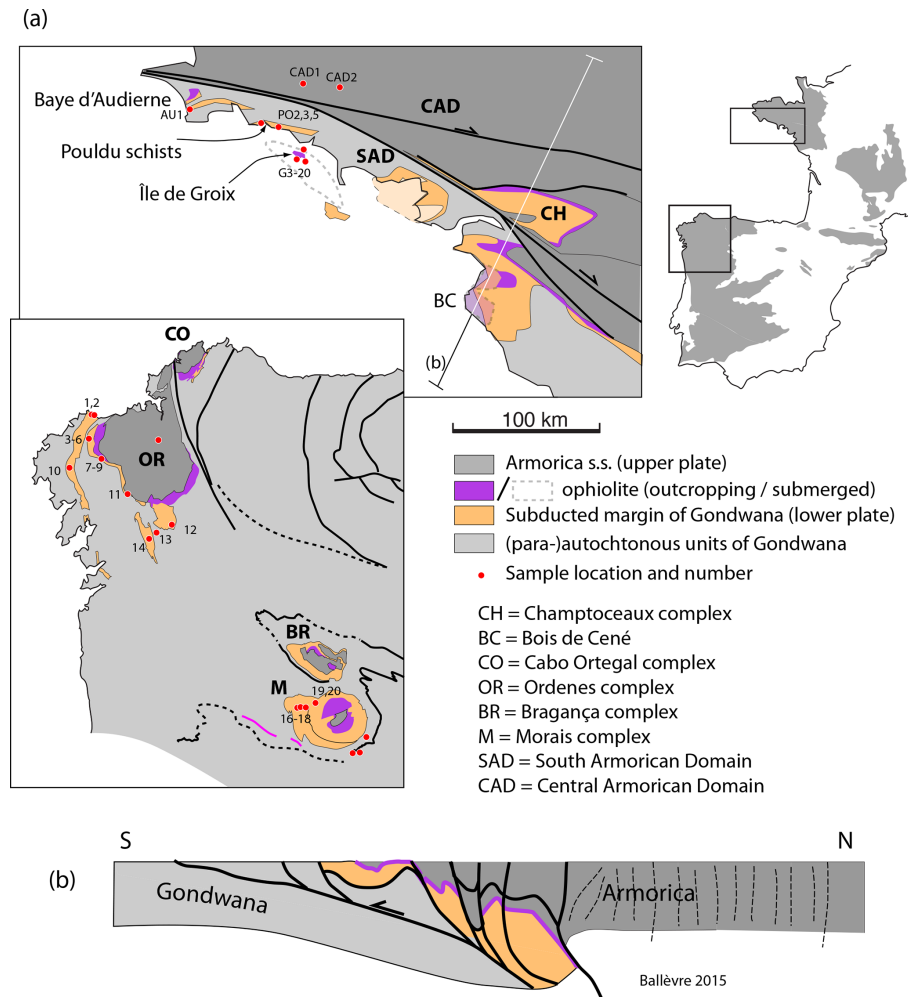 (a)
CAD1
CAD2
CAD
Baye d'Audierne
AU1
PO2,3,5
Pouldu schists
SAD
G3-20
Île de Groix
CH
BC
(b)
CO
1,2
3-6
OR
10
7-9
11
12
13
14
BR
M
19,20
16-18
100 km
Armorica s.s. (upper plate)
/ ophiolite (outcropping / submerged)
Subducted margin of Gondwana (lower plate)
(para-)autochtonous units of Gondwana
Sample location and number
CH = Champtoceaux complex
BC = Bois de Cené
CO = Cabo Ortegal complex
OR = Ordenes complex
BR = Bragança complex
M = Morais complex
SAD = South Armorican Domain
CAD = Central Armorican Domain
S
N
(b)
Gondwana
Armorica
Ballèvre 2015